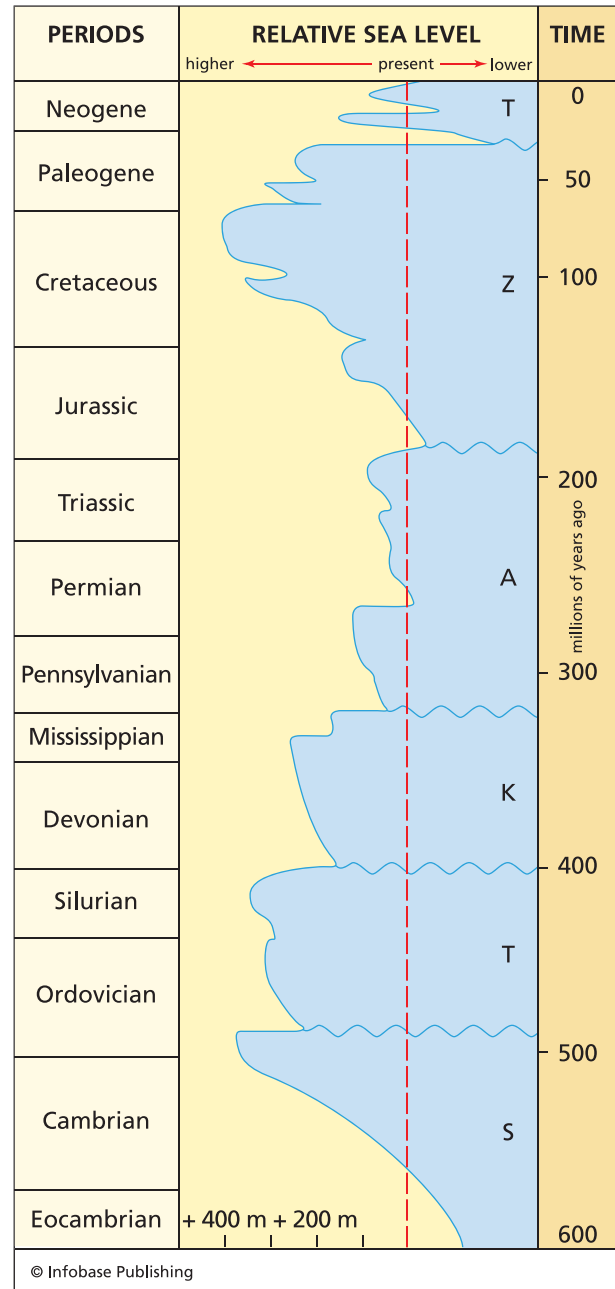 PERIODS
RELATIVE SEA LEVEL
TIME
higher present lower
Neogene
T
0
Paleogene
50
Cretaceous
Z
100
Jurassic
200
Triassic
millions of years ago
Permian
A
Pennsylvanian
300
Mississippian
Devonian
K
400
Silurian
Ordovician
T
500
Cambrian
S
Eocambrian
+ 400 m + 200 m
600
© Infobase Publishing